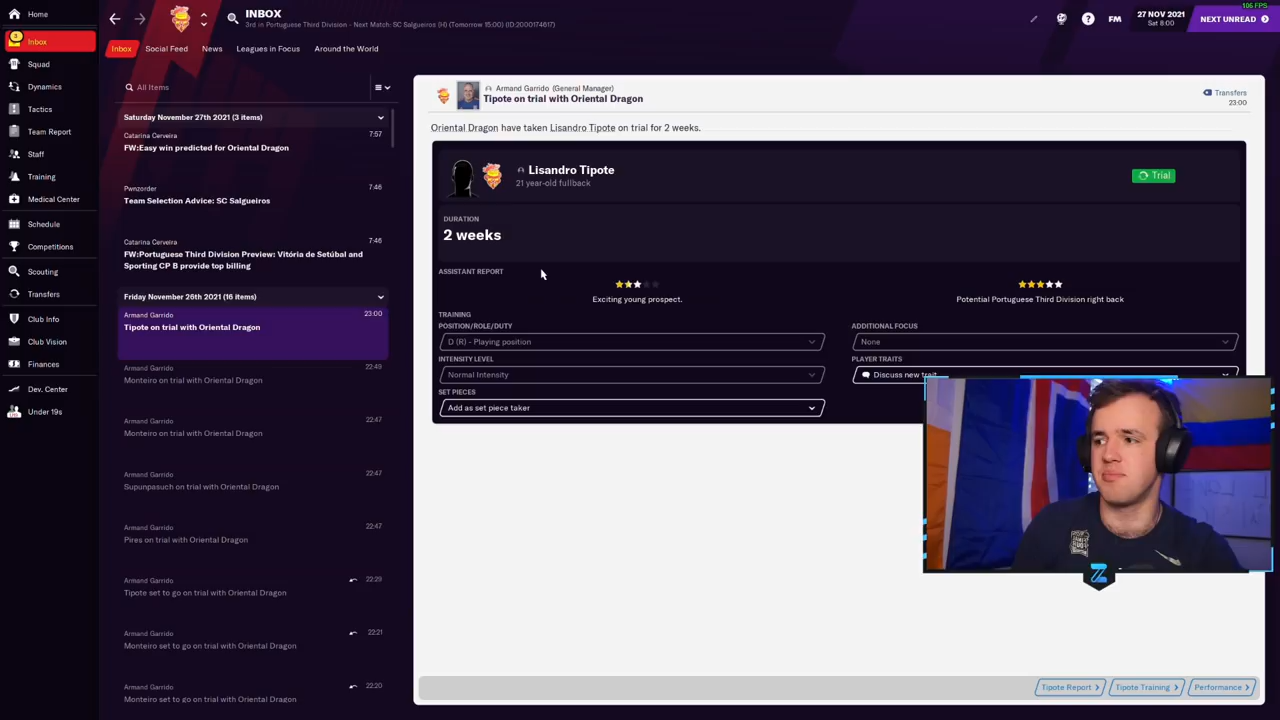 106 FPS
Home
Inbox
3
Squad
Dynamics
Tactics
Team Report
Staff
Training
Medical Center
Schedule
Competitions
Scouting
Transfers
Club Info
Club Vision
Finances
Dev. Center
Under 19s
INBOX
3rd in Portuguese Third Division - Next Match: SC Salgueiros (H) (Tomorrow 15:00) (ID:2000174617)
FM
27 NOV 2021
Sat 8:00
NEXT UNREAD
Inbox
Social Feed
News
Leagues in Focus
Around the World
All Items
Saturday November 27th 2021 (3 items)
Catarina Cerveira 7:57
FW:Easy win predicted for Oriental Dragon
Pwnzorder 7:46
Team Selection Advice: SC Salgueiros
Catarina Cerveira 7:46
FW:Portuguese Third Division Preview: Vitória de Setúbal and
Sporting CP B provide top billing
Friday November 26th 2021 (16 items)
Armand Garrido 23:00
Tipote on trial with Oriental Dragon
Armand Garrido 22:49
Monteiro on trial with Oriental Dragon
Armand Garrido 22:47
Monteiro on trial with Oriental Dragon
Armand Garrido 22:47
Supunpasuch on trial with Oriental Dragon
Armand Garrido 22:47
Pires on trial with Oriental Dragon
Armand Garrido 22:29
Tipote set to go on trial with Oriental Dragon
Armand Garrido 22:21
Monteiro set to go on trial with Oriental Dragon
Armand Garrido 22:20
Monteiro set to go on trial with Oriental Dragon
Armand Garrido (General Manager)
Tipote on trial with Oriental Dragon
Transfers
23:00
Oriental Dragon have taken Lisandro Tipote on trial for 2 weeks.
Lisandro Tipote
21 year-old fullback
Trial
DURATION
2 weeks
ASSISTANT REPORT
Exciting young prospect.
Potential Portuguese Third Division right back
TRAINING
POSITION/ROLE/DUTY
D (R) - Playing position
ADDITIONAL FOCUS
None
INTENSITY LEVEL
Normal Intensity
PLAYER TRAITS
Discuss new trait
SET PIECES
Add as set piece taker
Tipote Report
Tipote Training
Performance